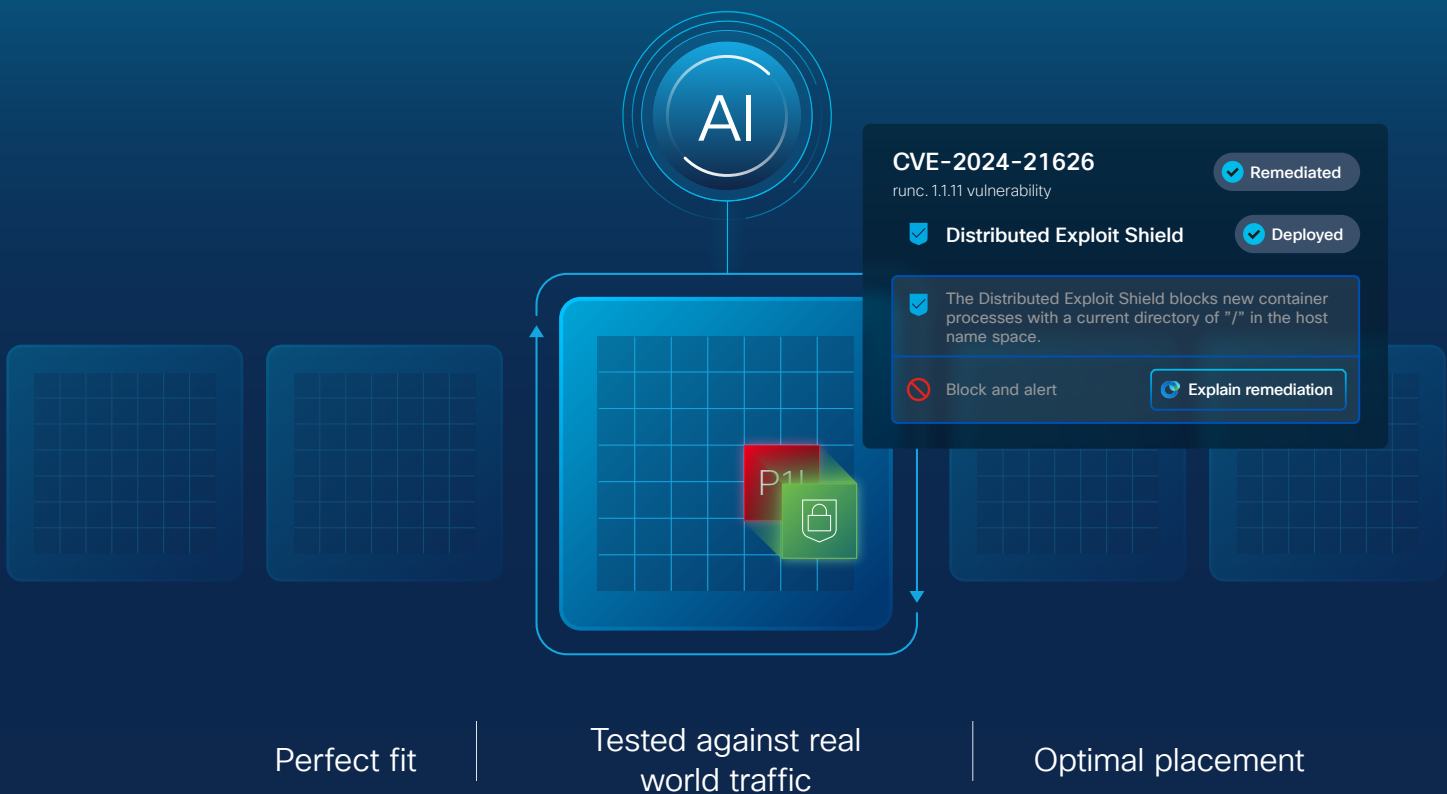 AI
CVE-2024-21626
Remediated
runc. 1.1.11 vulnerability
Distributed Exploit Shield
Deployed
The Distributed Exploit Shield blocks new container
processes with a current directory of ”/” in the host
name space.
Block and alert
Explain remediation
Perfect fit
Tested against real
world traffic
Optimal placement